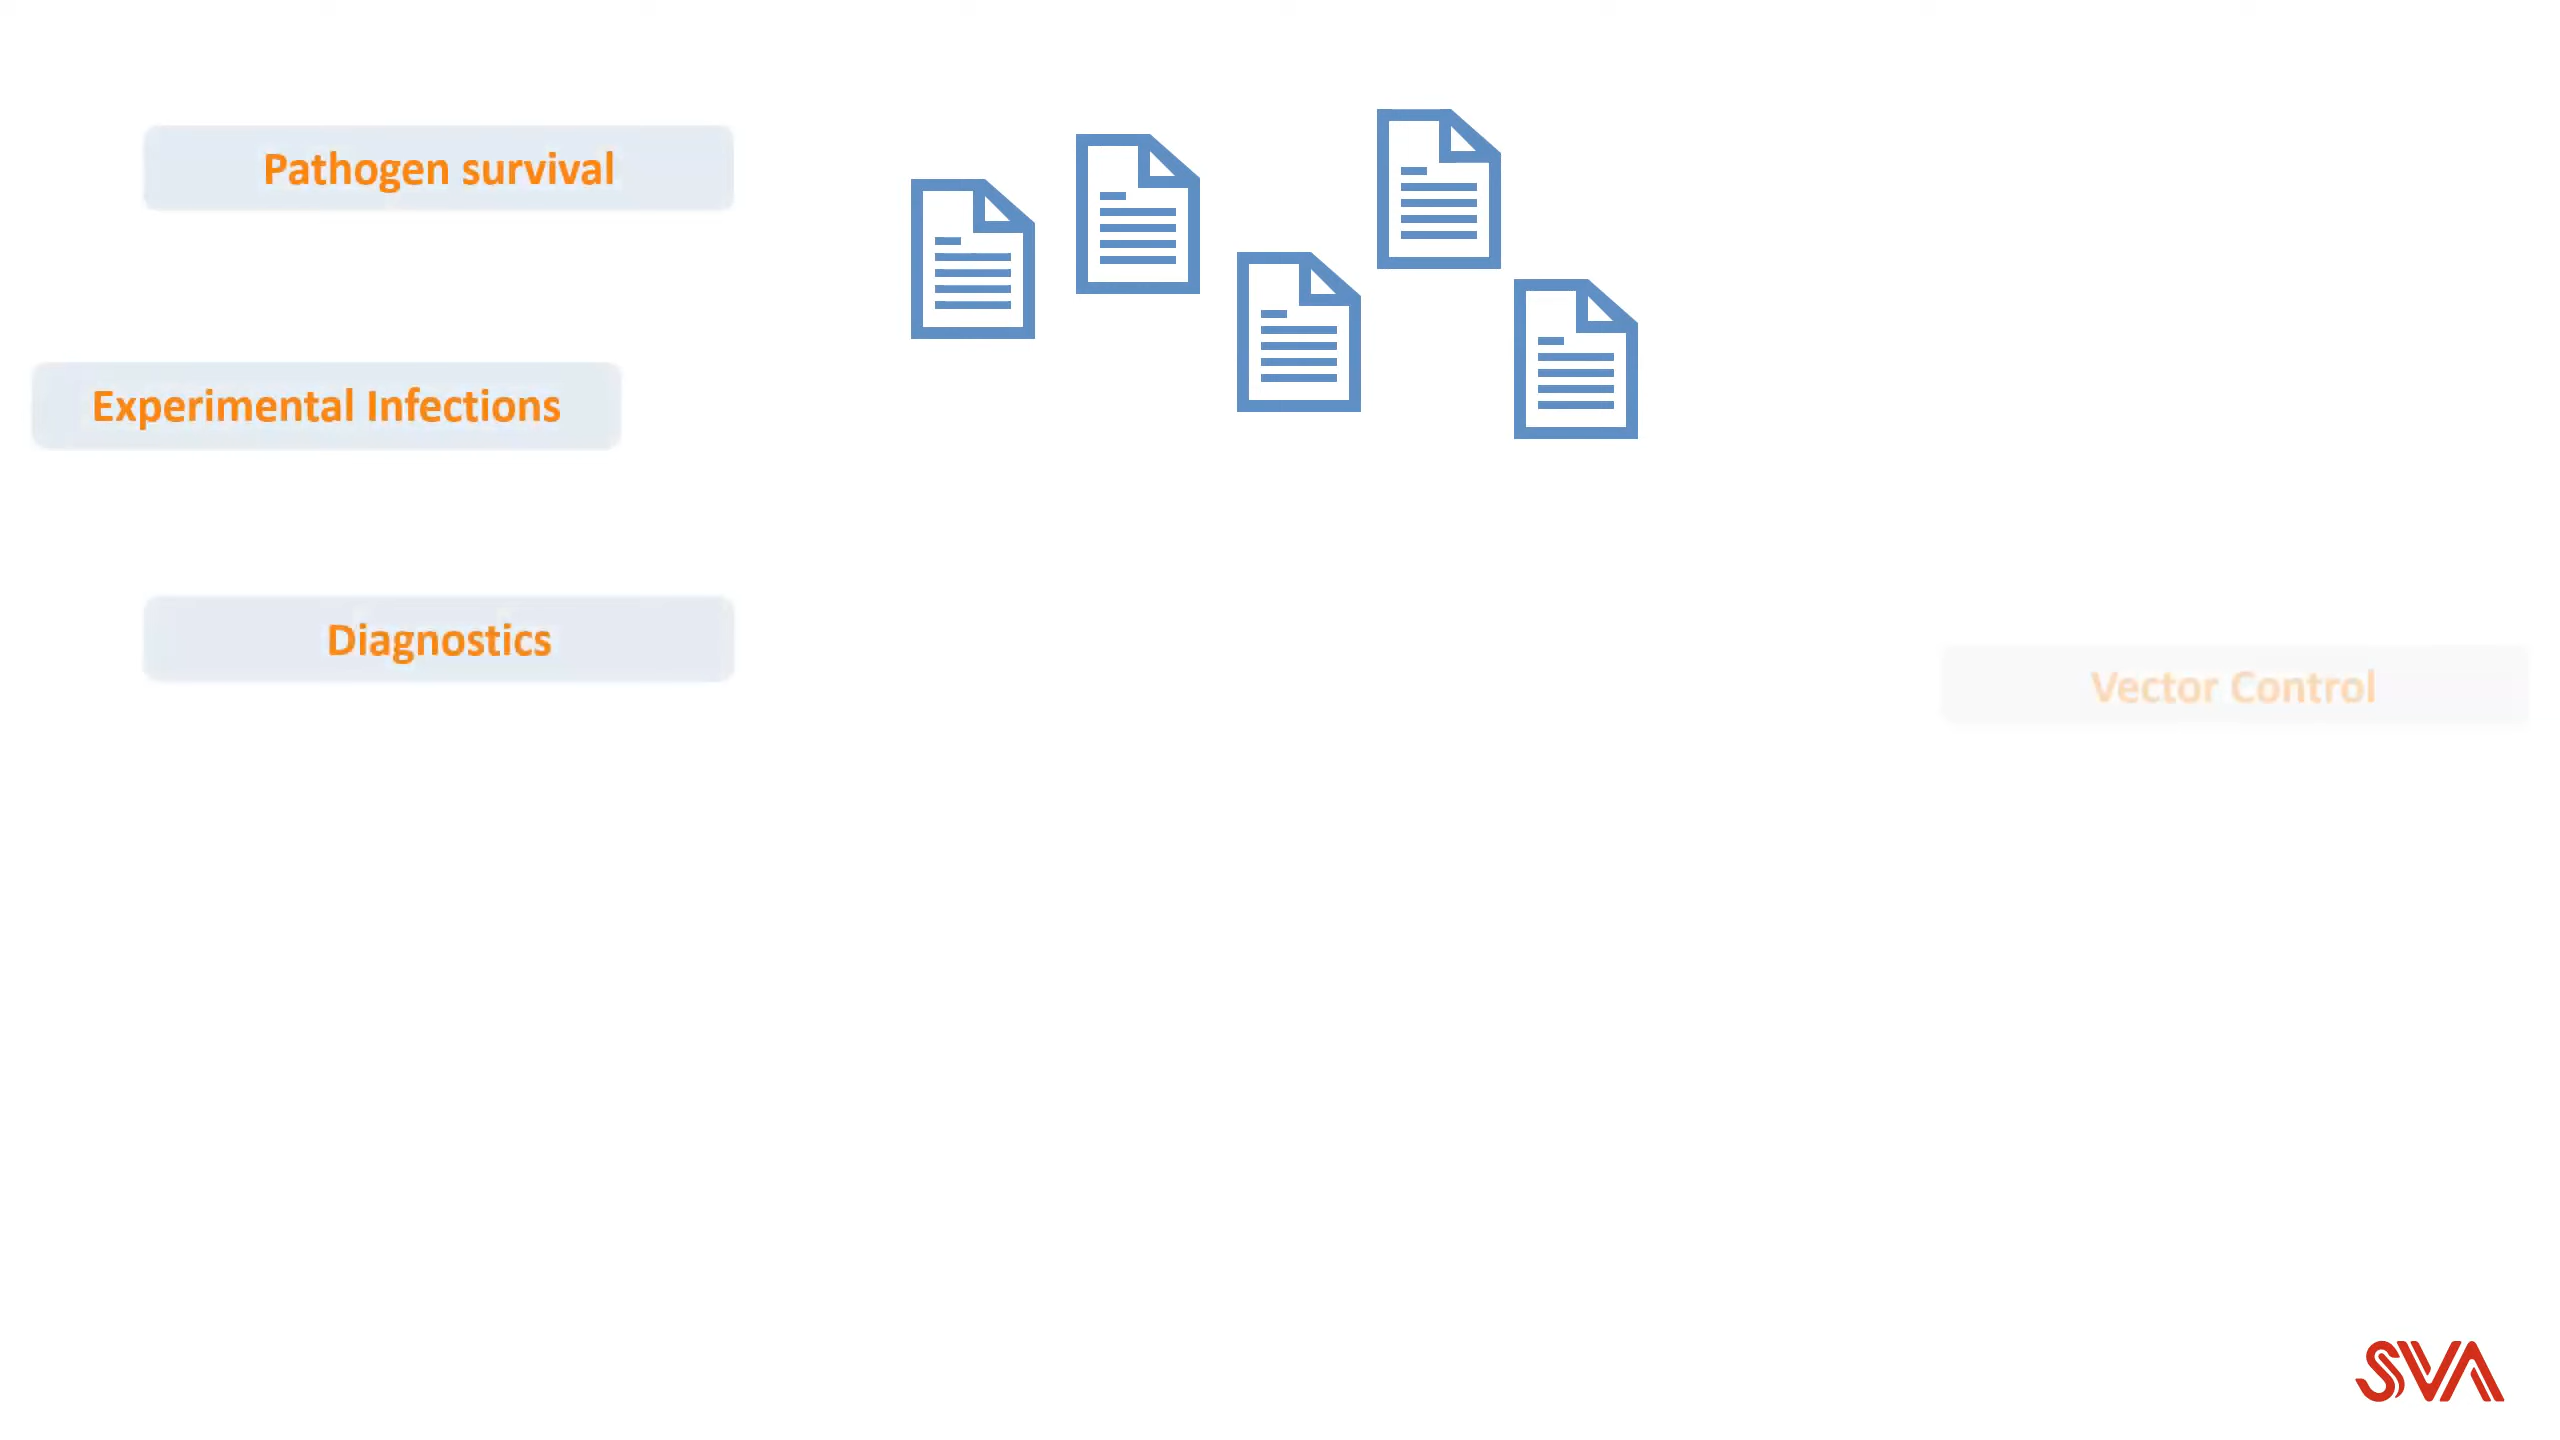 Pathogen survival
Experimental Infections
Diagnostics
Vector Control
SVA